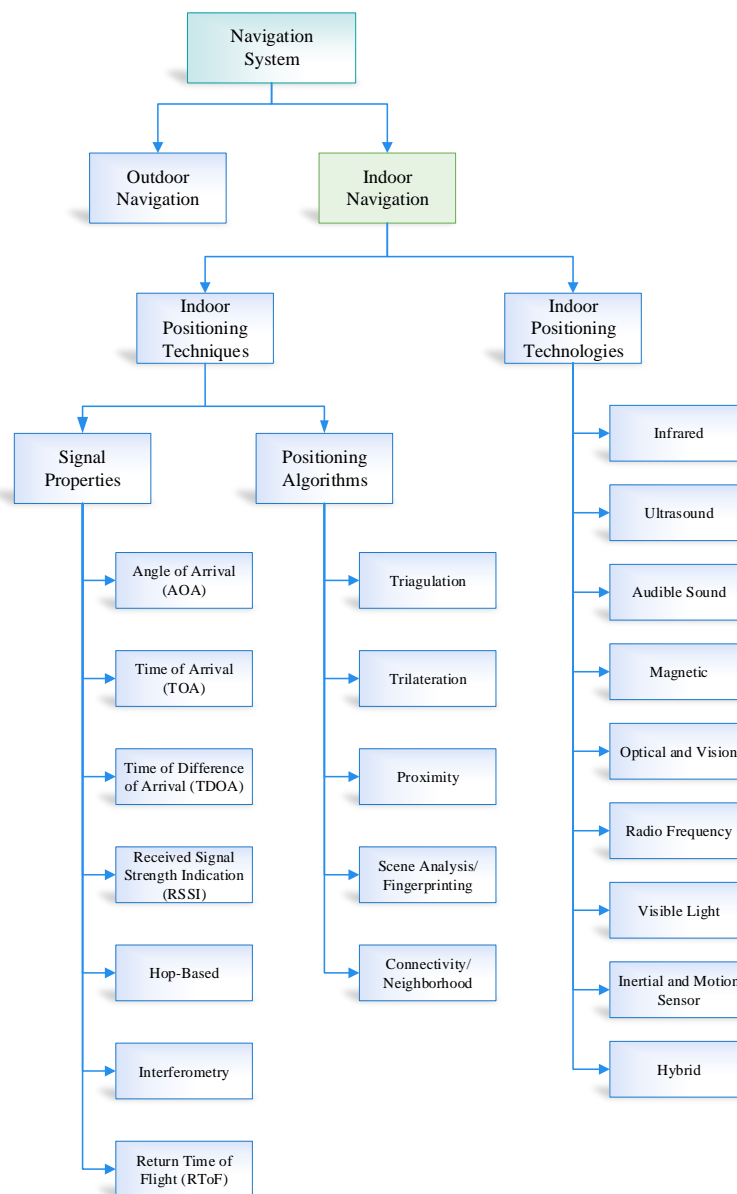 Navigation
System
Outdoor
Navigation
Indoor
Navigation
Indoor
Positioning
Techniques
Indoor
Positioning
Technologies
Signal
Properties
Positioning
Algorithms
Angle of Arrival
(AOA)
Time of Arrival
(TOA)
Time of Difference
of Arrival (TDOA)
Received Signal
Strength Indication
(RSSI)
Hop-Based
Interferometry
Return Time of
Flight (RToF)
Triagulation
Trilateration
Proximity
Scene Analysis/
Fingerprinting
Connectivity/
Neighborhood
Infrared
Ultrasound
Audible Sound
Magnetic
Optical and Vision
Radio Frequency
Visible Light
Inertial and Motion
Sensor
Hybrid